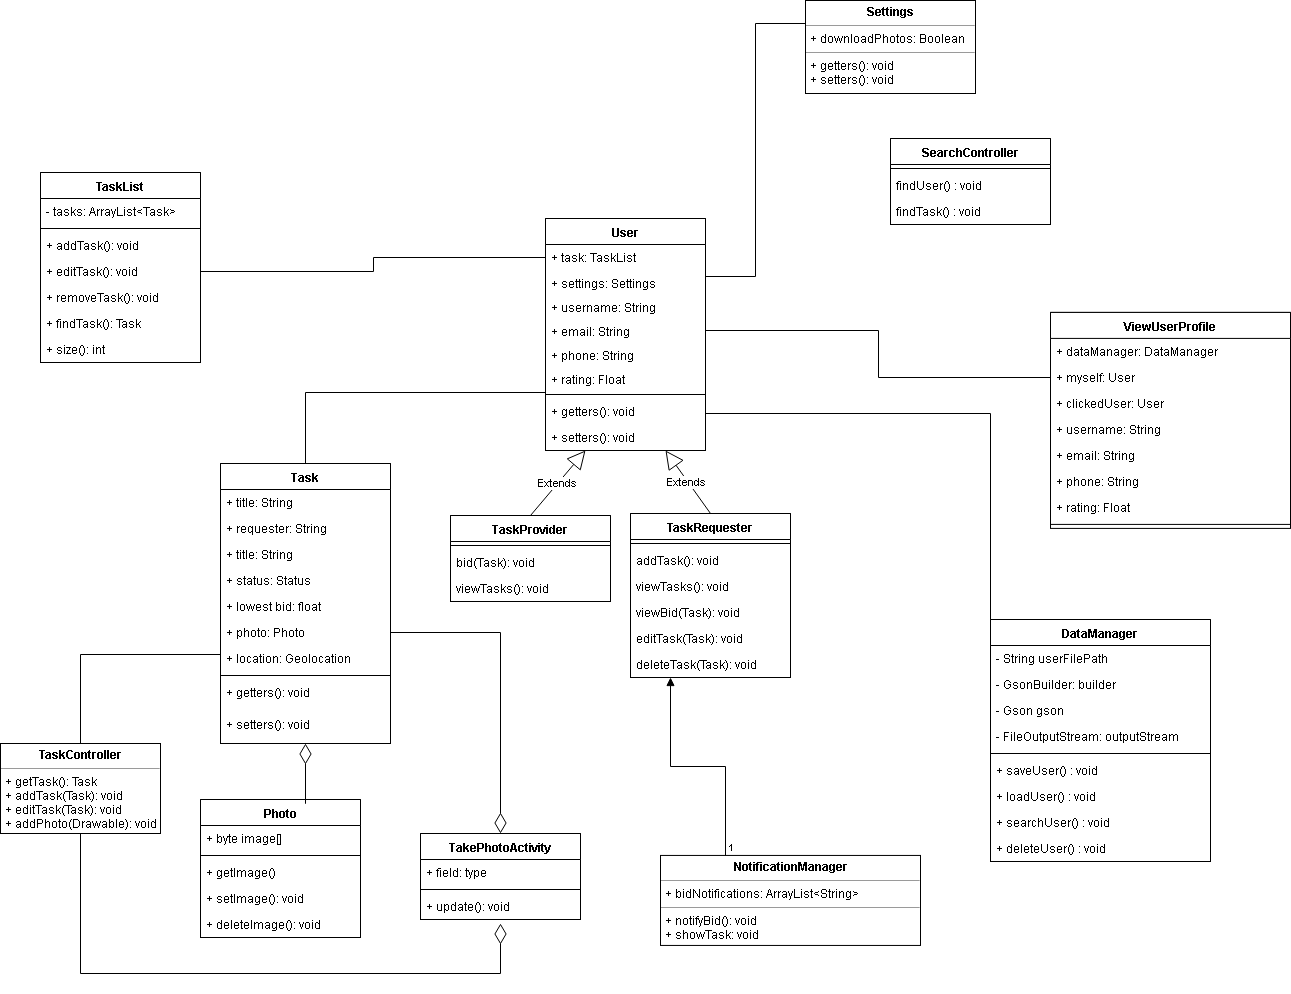 Settings
+ downloadPhotos: Boolean
+ getters(): void
+ setters(): void
SearchController
findUser() : void
findTask() : void
TaskList
- tasks: ArrayList<Task>
+ addTask(): void
+ editTask(): void
+ removeTask(): void
+ findTask(): Task
+ size(): int
User
+ task: TaskList
+ settings: Settings
+ username: String
+ email: String
+ phone: String
+ rating: Float
+ getters(): void
+ setters(): void
ViewUserProfile
+ dataManager: DataManager
+ myself: User
+ clickedUser: User
+ username: String
+ email: String
+ phone: String
+ rating: Float
Extends
Extends
Task
+ title: String
+ requester: String
+ title: String
+ status: Status
+ lowest bid: float
+ photo: Photo
+ location: Geolocation
+ getters(): void
+ setters(): void
TaskProvider
bid(Task): void
viewTasks(): void
TaskRequester
addTask(): void
viewTasks(): void
viewBid(Task): void
editTask(Task): void
deleteTask(Task): void
DataManager
- String userFilePath
- GsonBuilder: builder
- Gson gson
- FileOutputStream: outputStream
+ saveUser() : void
+ loadUser() : void
+ searchUser() : void
+ deleteUser() : void
TaskController
+ getTask(): Task
+ addTask(Task): void
+ editTask(Task): void
+ addPhoto(Drawable): void
Photo
+ byte image[]
+ getImage()
+ setImage(): void
+ deleteImage(): void
TakePhotoActivity
+ field: type
+ update(): void
1
NotificationManager
+ bidNotifications: ArrayList<String>
+ notifyBid(): void
+ showTask: void